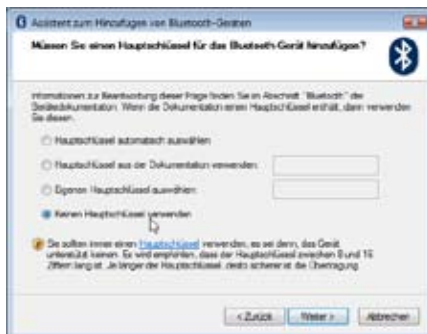 Assistent zum Hinzufügen von Bluetooth-Geräten
Müssen Sie einen Hauptschlüssel für das Bluetooth-Gerät hinzufügen?
Informationen zur Beantwortung dieser Frage finden Sie im Abschnitt "Bluetooth" der
Gerätedokumentation. Wenn die Dokumentation einen Hauptschlüssel enthält, dann verwenden
Sie diesen.
Hauptschlüssel automatisch auswählen
Hauptschlüssel aus der Dokumentation verwenden:
Eigenen Hauptschlüssel auswählen:
Keinen Hauptschlüssel verwenden
Sie sollten immer einen Hauptschlüssel verwenden, es sei denn, das Gerät
unterstützt keinen. Es wird empfohlen, dass der Hauptschlüssel zwischen 8 und 16
Ziffern lang ist. Je länger der Hauptschlüssel, desto sicherer ist die Übertragung.
< Zurück Weiter > Abbrechen